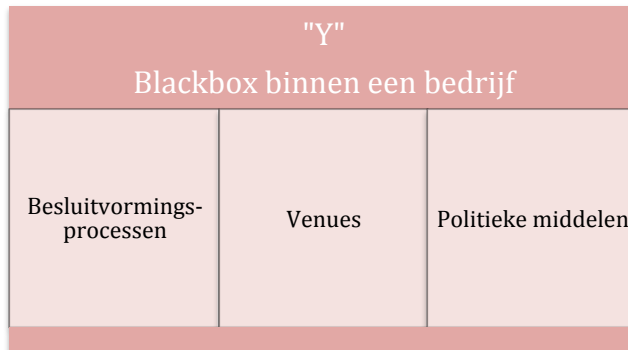 "Y"
Blackbox binnen een bedrijf
Besluitvormings-
processen
Venues
Politieke middelen